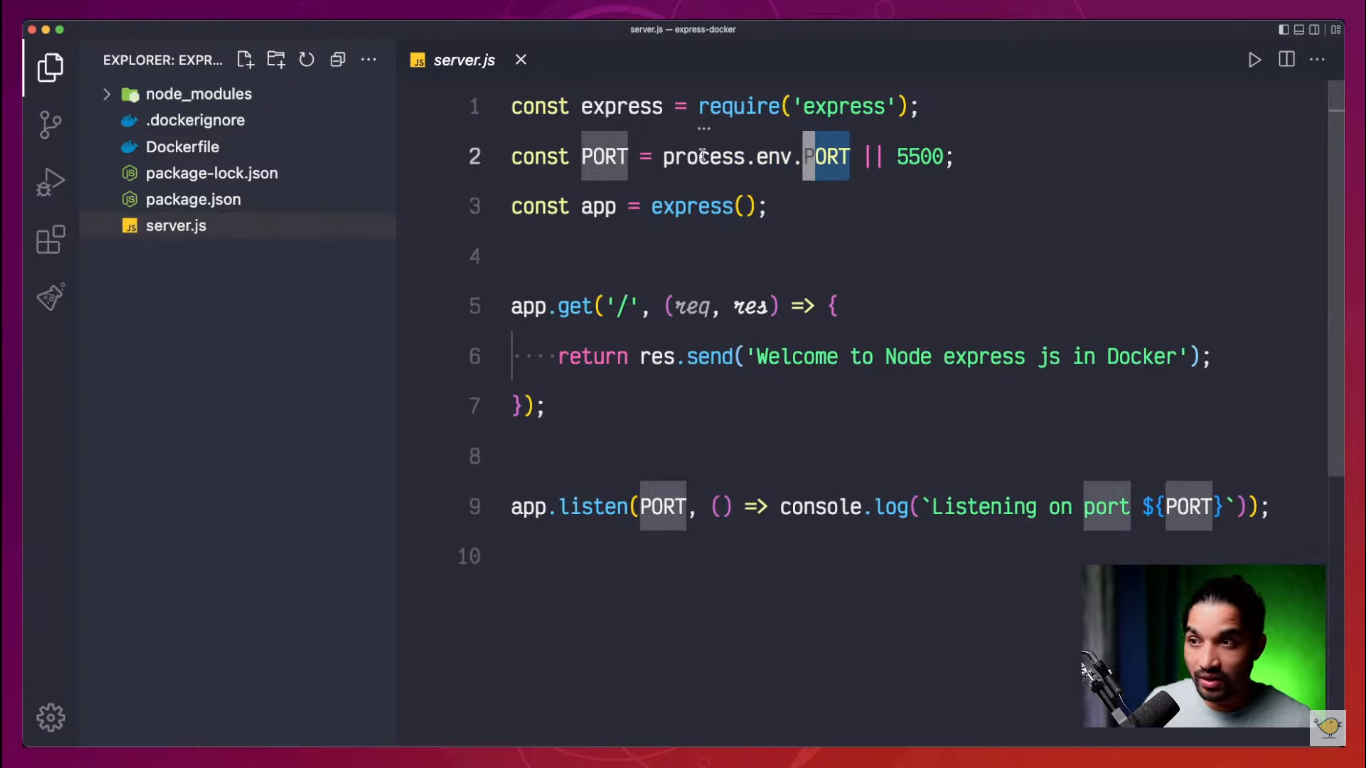 server.js — express-docker
EXPLORER: EXPR...
server.js
node_modules
.dockerignore
Dockerfile
package-lock.json
package.json
server.js
1 const express = require('express');
2 const PORT = process.env.PORT || 5500;
3 const app = express();
4
5 app.get('/', (req, res) => {
6 ····return res.send('Welcome to Node express js in Docker');
7 });
8
9 app.listen(PORT, () => console.log(`Listening on port ${PORT}`));
10